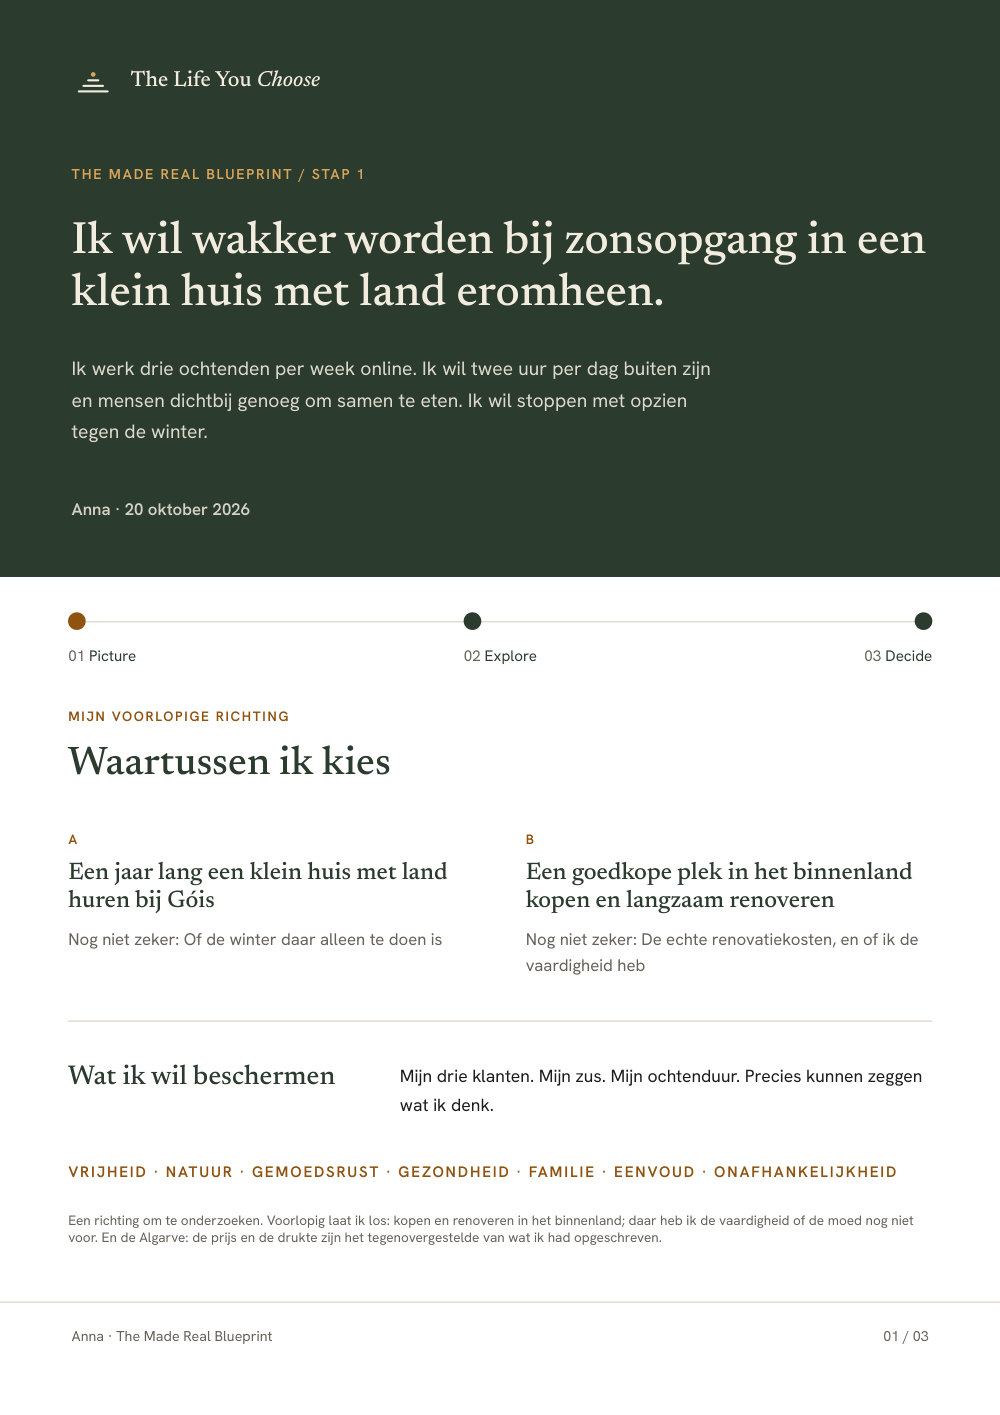 The Life You Choose
THE MADE REAL BLUEPRINT / STAP 1
Ik wil wakker worden bij zonsopgang in een
klein huis met land eromheen.
Ik werk drie ochtenden per week online. Ik wil twee uur per dag buiten zijn
en mensen dichtbij genoeg om samen te eten. Ik wil stoppen met opzien
tegen de winter.
Anna · 20 oktober 2026
01 Picture
02 Explore
03 Decide
MIJN VOORLOPIGE RICHTING
Waartussen ik kies
A
Een jaar lang een klein huis met land
huren bij Góis
Nog niet zeker: Of de winter daar alleen te doen is
B
Een goedkope plek in het binnenland
kopen en langzaam renoveren
Nog niet zeker: De echte renovatiekosten, en of ik de
vaardigheid heb
Wat ik wil beschermen
Mijn drie klanten. Mijn zus. Mijn ochtenduur. Precies kunnen zeggen
wat ik denk.
VRIJHEID · NATUUR · GEMOEDSRUST · GEZONDHEID · FAMILIE · EENVOUD · ONAFHANKELIJKHEID
Een richting om te onderzoeken. Voorlopig laat ik los: kopen en renoveren in het binnenland; daar heb ik de vaardigheid of de moed nog niet
voor. En de Algarve: de prijs en de drukte zijn het tegenovergestelde van wat ik had opgeschreven.
Anna · The Made Real Blueprint
01 / 03